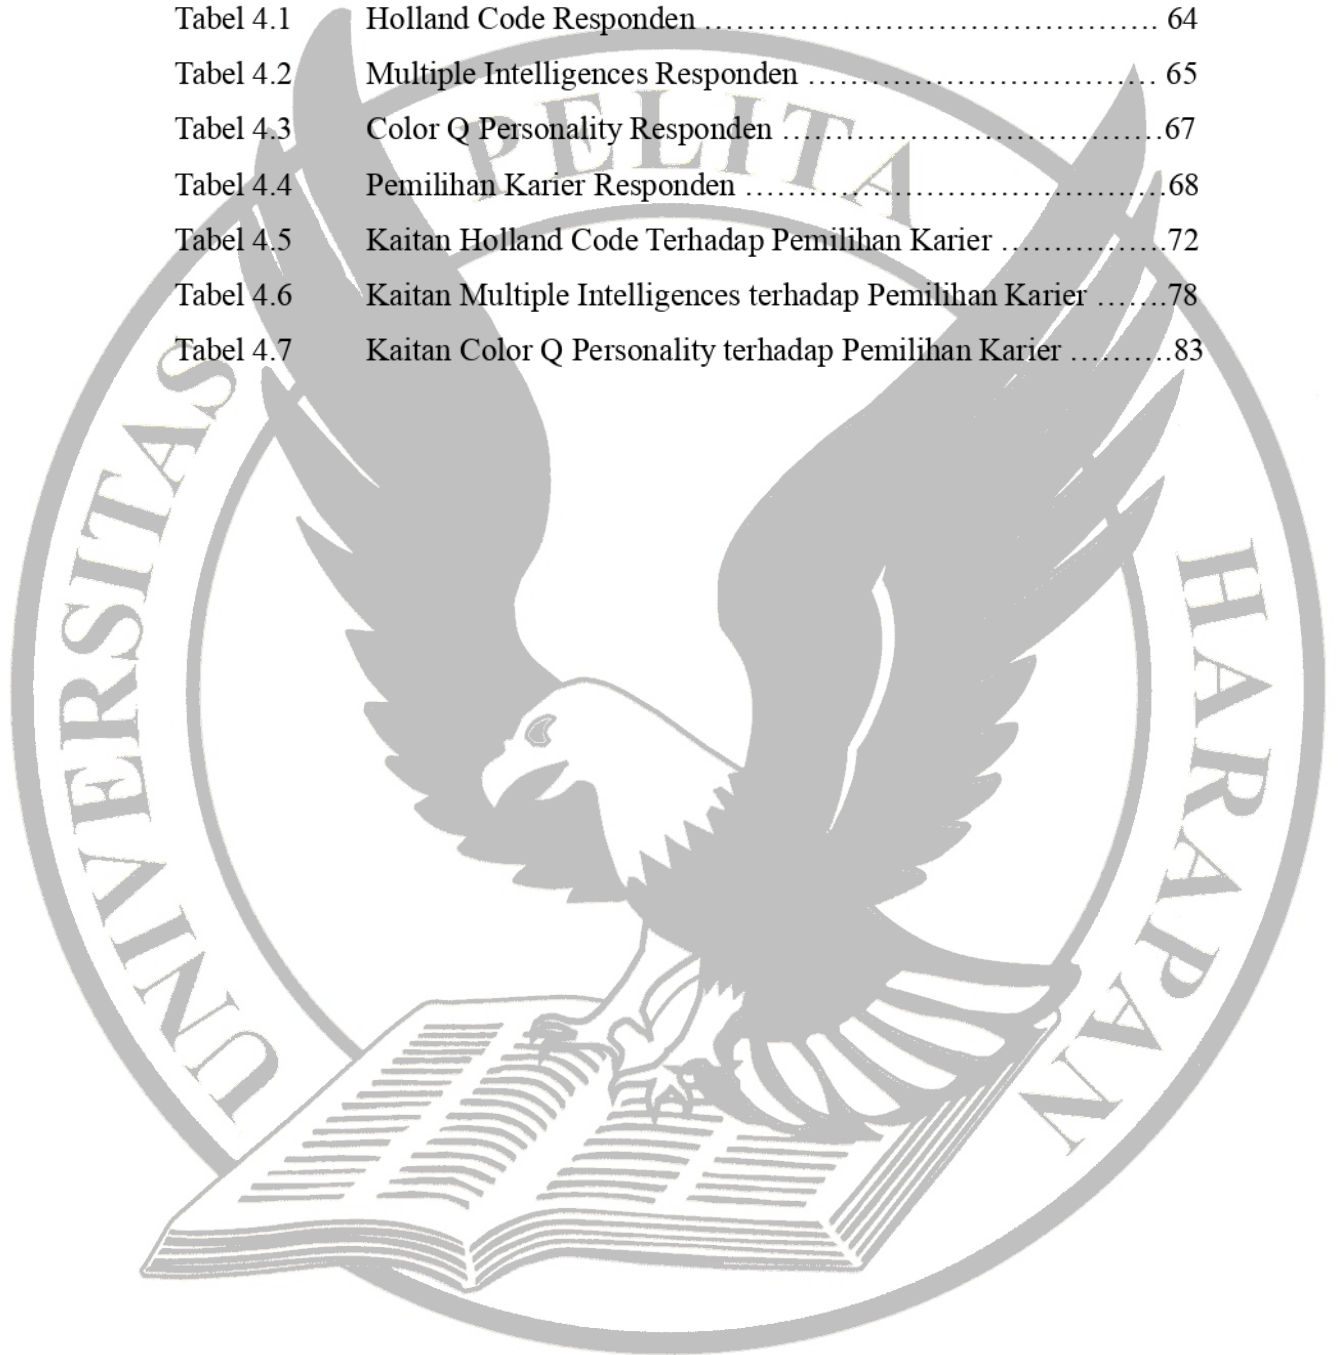 Tabel 4.1 Holland Code Responden ……………………………………… 64
Tabel 4.2 Multiple Intelligences Responden ……………………………… 65
Tabel 4.3 Color Q Personality Responden …………………………………67
Tabel 4.4 Pemilihan Karier Responden ……………………………………68
Tabel 4.5 Kaitan Holland Code Terhadap Pemilihan Karier ……………..72
Tabel 4.6 Kaitan Multiple Intelligences terhadap Pemilihan Karier …….78
Tabel 4.7 Kaitan Color Q Personality terhadap Pemilihan Karier ……….83
UNIVERSITAS PELITA HARAPAN